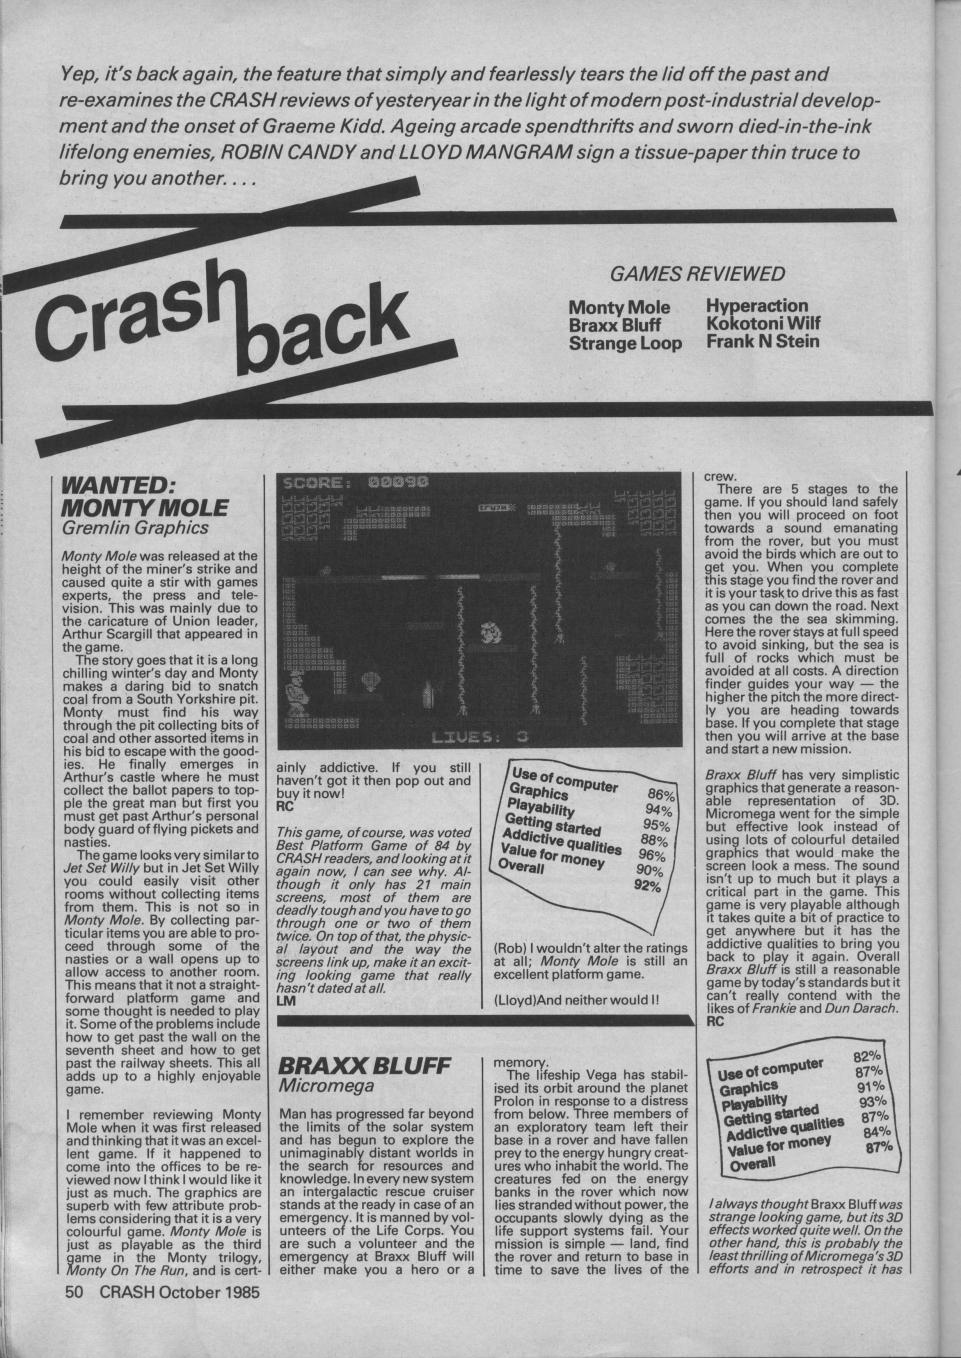 Yep, it's back again, the feature that simply and fearlessly tears the lid off the past and
re-examines the CRASH reviews of yesteryear in the light of modern post-industrial develop-
ment and the onset of Graeme Kidd. Ageing arcade spendthrifts and sworn died-in-the-ink
lifelong enemies, ROBIN CANDY and LLOYD MANGRAM sign a tissue-paper thin truce to
bring you another. . . .
Crash
back
GAMES REVIEWED
Monty Mole
Braxx Bluff
Strange Loop
Hyperaction
Kokotoni Wilf
Frank N Stein
WANTED:
MONTY MOLE
Gremlin Graphics
Monty Mole was released at the
height of the miner's strike and
caused quite a stir with games
experts, the press and tele-
vision. This was mainly due to
the caricature of Union leader,
Arthur Scargill that appeared in
the game.
The story goes that it is a long
chilling winter's day and Monty
makes a daring bid to snatch
coal from a South Yorkshire pit.
Monty must find his way
through the pit collecting bits of
coal and other assorted items in
his bid to escape with the good-
ies. He finally emerges in
Arthur's castle where he must
collect the ballot papers to top-
ple the great man but first you
must get past Arthur's personal
body guard of flying pickets and
nasties.
The game looks very similar to
Jet Set Willy but in Jet Set Willy
you could easily visit other
rooms without collecting items
from them. This is not so in
Monty Mole. By collecting par-
ticular items you are able to pro-
ceed through some of the
nasties or a wall opens up to
allow access to another room.
This means that it not a straight-
forward platform game and
some thought is needed to play
it. Some of the problems include
how to get past the wall on the
seventh sheet and how to get
past the railway sheets. This all
adds up to a highly enjoyable
game.
I remember reviewing Monty
Mole when it was first released
and thinking that it was an excel-
lent game. If it happened to
come into the offices to be re-
viewed now I think I would like it
just as much. The graphics are
superb with few attribute prob-
lems considering that it is a very
colourful game. Monty Mole is
just as playable as the third
game in the Monty trilogy,
Monty On The Run, and is cert-
SCORE: 00090
LIVES: 3
ainly addictive. If you still
haven't got it then pop out and
buy it now!
RC
This game, of course, was voted
Best Platform Game of 84 by
CRASH readers, and looking at it
again now, I can see why. Al-
though it only has 21 main
screens, most of them are
deadly tough and you have to go
through one or two of them
twice. On top of that, the physic-
al layout and the way the
screens link up, make it an excit-
ing looking game that really
hasn't dated at all.
LM
Use of computer 86%
Graphics 94%
Playability 95%
Getting started 88%
Addictive qualities 96%
Value for money 90%
Overall 92%
(Rob) I wouldn't alter the ratings
at all; Monty Mole is still an
excellent platform game.
(Lloyd)And neither would I!
BRAXX BLUFF
Micromega
Man has progressed far beyond
the limits of the solar system
and has begun to explore the
unimaginably distant worlds in
the search for resources and
knowledge. In every new system
an intergalactic rescue cruiser
stands at the ready in case of an
emergency. It is manned by vol-
unteers of the Life Corps. You
are such a volunteer and the
emergency at Braxx Bluff will
either make you a hero or a
memory.
The lifeship Vega has stabil-
ised its orbit around the planet
Prolon in response to a distress
from below. Three members of
an exploratory team left their
base in a rover and have fallen
prey to the energy hungry creat-
ures who inhabit the world. The
creatures fed on the energy
banks in the rover which now
lies stranded without power, the
occupants slowly dying as the
life support systems fail. Your
mission is simple — land, find
the rover and return to base in
time to save the lives of the
crew.
There are 5 stages to the
game. If you should land safely
then you will proceed on foot
towards a sound emanating
from the rover, but you must
avoid the birds which are out to
get you. When you complete
this stage you find the rover and
it is your task to drive this as fast
as you can down the road. Next
comes the the sea skimming.
Here the rover stays at full speed
to avoid sinking, but the sea is
full of rocks which must be
avoided at all costs. A direction
finder guides your way — the
higher the pitch the more direct-
ly you are heading towards
base. If you complete that stage
then you will arrive at the base
and start a new mission.
Braxx Bluff has very simplistic
graphics that generate a reason-
able representation of 3D.
Micromega went for the simple
but effective look instead of
using lots of colourful detailed
graphics that would make the
screen look a mess. The sound
isn't up to much but it plays a
critical part in the game. This
game is very playable although
it takes quite a bit of practice to
get anywhere but it has the
addictive qualities to bring you
back to play it again. Overall
Braxx Bluff is still a reasonable
game by today's standards but it
can't really contend with the
likes of Frankie and Dun Darach.
RC
Use of computer 82%
Graphics 87%
Playability 91%
Getting started 93%
Addictive qualities 87%
Value for money 84%
Overall 87%
I always thought Braxx Bluff was
strange looking game, but its 3D
effects worked quite well. On the
other hand, this is probably the
least thrilling of Micromega's 3D
efforts and in retrospect it has
50 CRASH October 1985